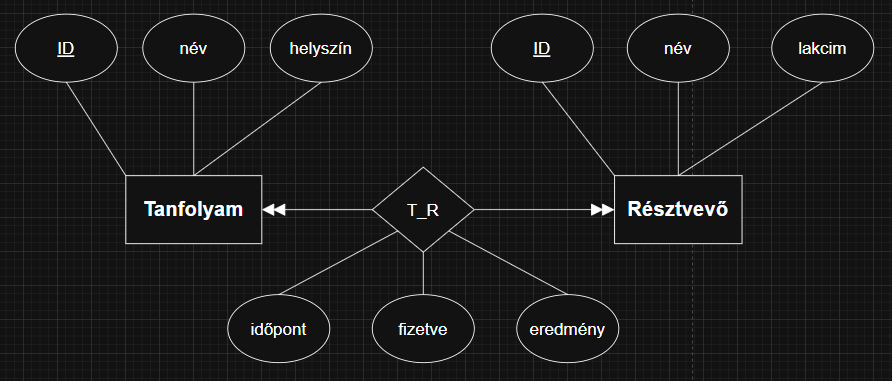 ID
név
helyszín
ID
név
lakcim
Tanfolyam
T_R
Résztvevő
időpont
fizetve
eredmény